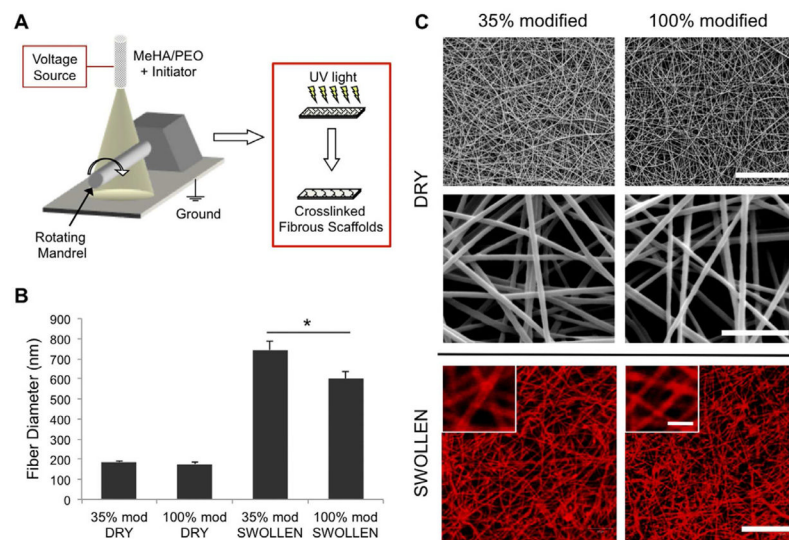 A
Voltage
Source
MeHA/PEO
+ Initiator
Ground
Rotating
Mandrel
UV light
Crosslinked
Fibrous Scaffolds
B
Fiber Diameter (nm)
900
800
700
600
500
400
300
200
100
0
*
35% mod
DRY
100% mod
DRY
35% mod
SWOLLEN
100% mod
SWOLLEN
C
35% modified
100% modified
DRY
SWOLLEN